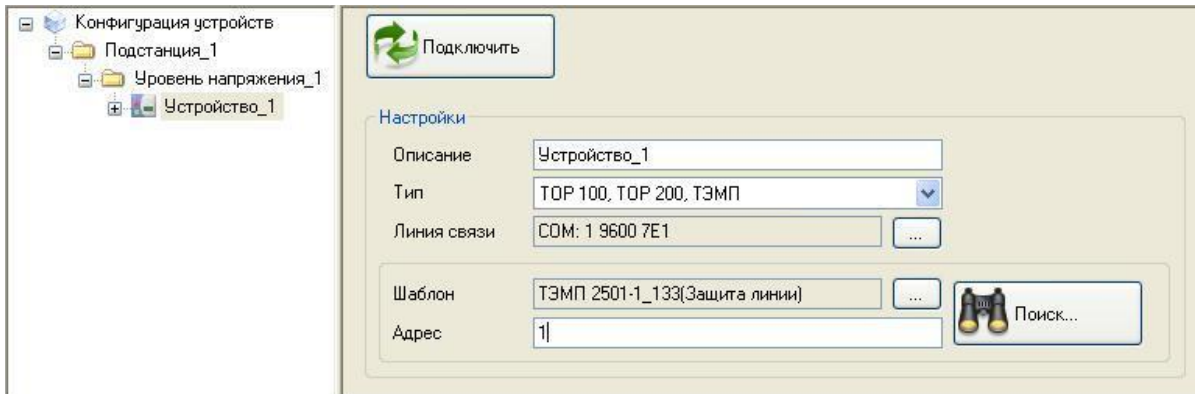 Конфигурация устройств
Подстанция_1
Уровень напряжения_1
Устройство_1
Подключить
Настройки
Описание Устройство_1
Тип ТОР 100, ТОР 200, ТЭМП
Линия связи COM: 1 9600 7E1 ...
Шаблон ТЭМП 2501-1_133(Защита линии) ...
Поиск...
Адрес 1